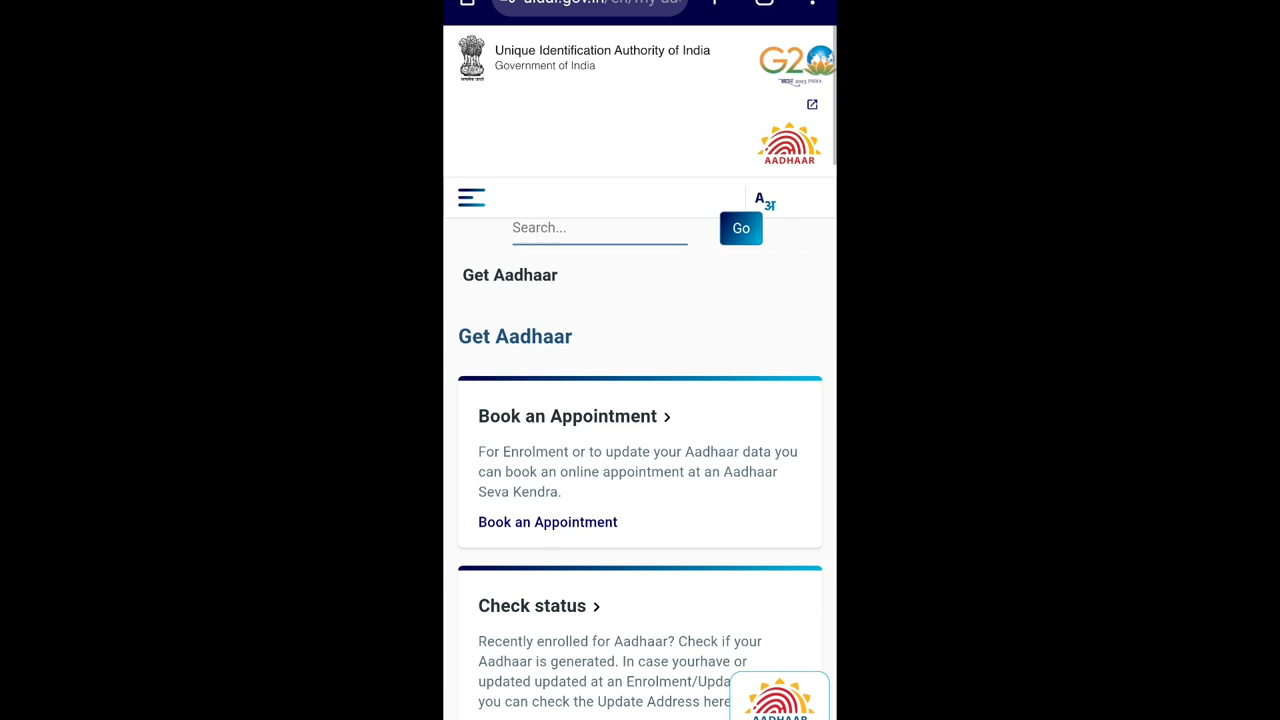 Unique Identification Authority of India
Government of India
G20
AADHAAR
A अ
Search...
Go
Get Aadhaar
Get Aadhaar
Book an Appointment
For Enrolment or to update your Aadhaar data you
can book an online appointment at an Aadhaar
Seva Kendra.
Book an Appointment
Check status
Recently enrolled for Aadhaar? Check if your
Aadhaar is generated. In case yourhave or
updated updated at an Enrolment/Upda
you can check the Update Address here
AADHAAR